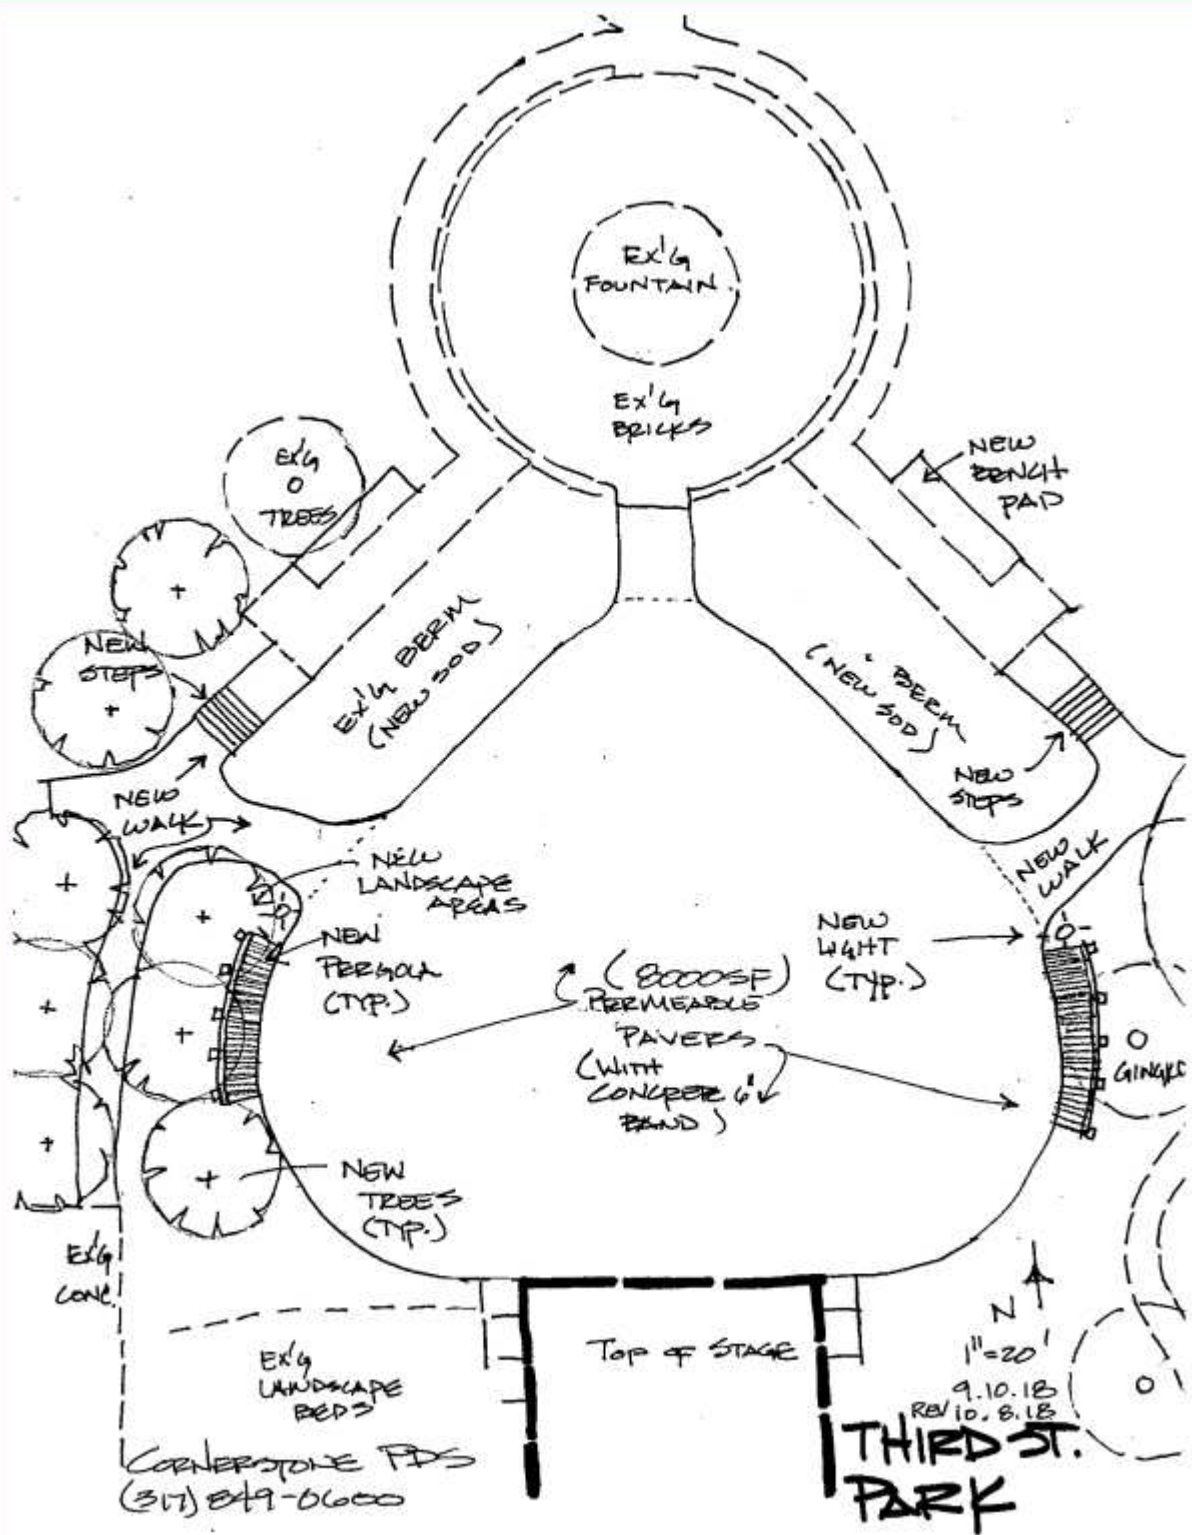 EX'G
FOUNTAIN
EX'G
BRICKS
NEW
BENCH
PAD
EX'G
TREES
NEW
STEPS
EX'G BERM
(NEW SOD)
BERM
(NEW SOD)
NEW
STEPS
NEW
WALK
NEW
LANDSCAPE
AREAS
NEW
WALK
NEW
PERGOLA
(TYP.)
NEW
LIGHT
(TYP.)
(8000SF)
PERMEABLE
PAVERS
(WITH
6"
BAND)
NEW
TREES
(TYP.)
EX'G
CONC.
EX'G
LANDSCAPE
BEDS
TOP OF STAGE
N
1"=20'
9.10.18
REV 10.8.18
THIRD ST.
PARK
CORNERSTONE PDS
(317) 849-0600